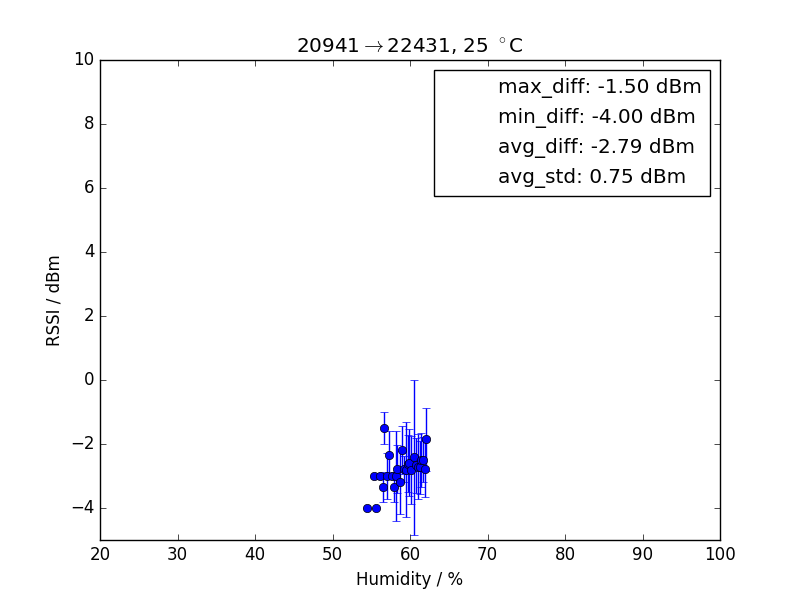 20941→22431, 25 °C
max_diff: -1.50 dBm
min_diff: -4.00 dBm
avg_diff: -2.79 dBm
avg_std: 0.75 dBm
RSSI / dBm
10
8
6
4
2
0
−2
−4
20 30 40 50 60 70 80 90 100
Humidity / %